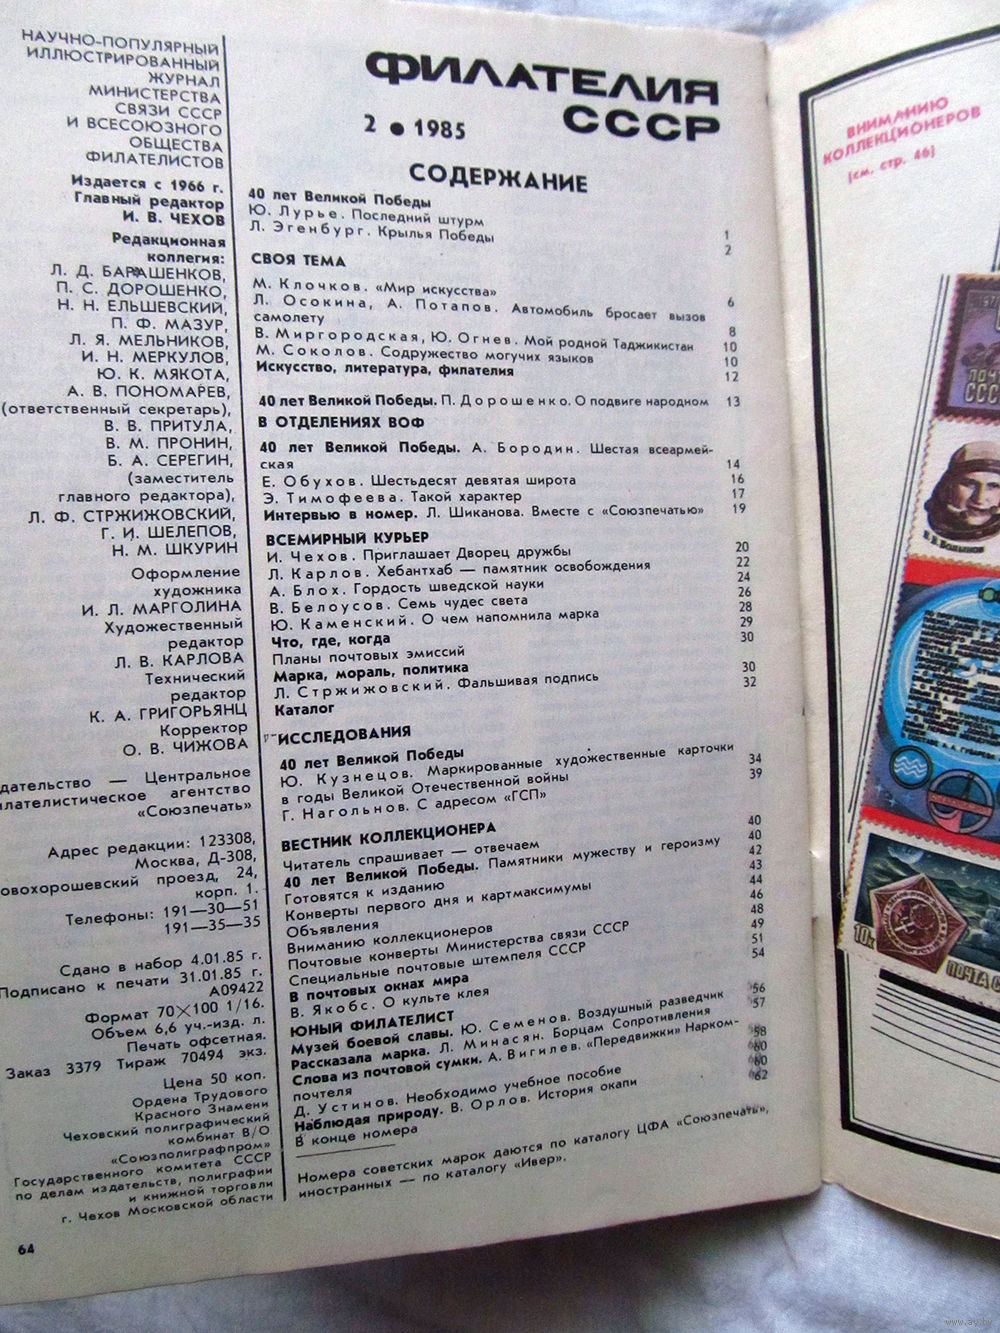 НАУЧНО-ПОПУЛЯРНЫЙ
ИЛЛЮСТРИРОВАННЫЙ
ЖУРНАЛ
МИНИСТЕРСТВА
СВЯЗИ СССР
И ВСЕСОЮЗНОГО
ОБЩЕСТВА
ФИЛАТЕЛИСТОВ
Издается с 1966 г.
Главный редактор
И. В. ЧЕХОВ
Редакционная
коллегия:
Л. Д. БАРАШЕНКОВ,
П. С. ДОРОШЕНКО,
Н. Н. ЕЛЬШЕВСКИЙ,
П. Ф. МАЗУР,
Л. Я. МЕЛЬНИКОВ,
И. Н. МЕРКУЛОВ,
Ю. К. МЯКОТА,
А. В. ПОНОМАРЕВ,
(ответственный секретарь),
В. В. ПРИТУЛА,
В. М. ПРОНИН,
Б. А. СЕРЕГИН,
(заместитель
главного редактора),
Л. Ф. СТРЖИЖОВСКИЙ,
Г. И. ШЕЛЕПОВ,
Н. М. ШКУРИН
Оформление
художника
И. Л. МАРГОЛИНА
Художественный
редактор
Л. В. КАРЛОВА
Технический
редактор
К. А. ГРИГОРЬЯНЦ
Корректор
О. В. ЧИЖОВА
дательство — Центральное
илателистическое агентство
«Союзпечать»
Адрес редакции: 123308,
Москва, Д-308,
овохорошевский проезд, 24,
корп. 1.
Телефоны: 191—30—51
191—35—35
Сдано в набор 4.01.85 г.
Подписано к печати 31.01.85 г.
А09422
Формат 70×100 1/16.
Объем 6,6 уч.-изд. л.
Печать офсетная.
Заказ 3379 Тираж 70494 экз.
Цена 50 коп.
Ордена Трудового
Красного Знамени
Чеховский полиграфический
комбинат В/О
«Союзполиграфпром»
Государственного комитета СССР
по делам издательств, полиграфии
и книжной торговли
г. Чехов Московской области
64
ФИЛАТЕЛИЯ
СССР
2 ● 1985
СОДЕРЖАНИЕ
40 лет Великой Победы
Ю. Лурье. Последний штурм 1
Л. Эгенбург. Крылья Победы 2
СВОЯ ТЕМА
М. Клочков. «Мир искусства» 6
Л. Осокина, А. Потапов. Автомобиль бросает вызов
самолету 8
В. Миргородская, Ю. Огнев. Мой родной Таджикистан 10
М. Соколов. Содружество могучих языков 10
Искусство, литература, филателия 12
40 лет Великой Победы. П. Дорошенко. О подвиге народном 13
В ОТДЕЛЕНИЯХ ВОФ
40 лет Великой Победы. А. Бородин. Шестая всеармей-
ская 14
Е. Обухов. Шестьдесят девятая широта 16
Э. Тимофеева. Такой характер 17
Интервью в номер. Л. Шиканова. Вместе с «Союзпечатью» 19
ВСЕМИРНЫЙ КУРЬЕР
И. Чехов. Приглашает Дворец дружбы 20
Л. Карлов. Хебантхаб — памятник освобождения 22
А. Блох. Гордость шведской науки 24
В. Белоусов. Семь чудес света 26
Ю. Каменский. О чем напомнила марка 28
Что, где, когда 29
Планы почтовых эмиссий 30
Марка, мораль, политика
Л. Стржижовский. Фальшивая подпись 30
Каталог 32
ИССЛЕДОВАНИЯ
40 лет Великой Победы
Ю. Кузнецов. Маркированные художественные карточки
в годы Великой Отечественной войны 34
Г. Нагольнов. С адресом «ГСП» 39
ВЕСТНИК КОЛЛЕКЦИОНЕРА
Читатель спрашивает — отвечаем 40
40 лет Великой Победы. Памятники мужеству и героизму 40
Готовятся к изданию 42
Конверты первого дня и картмаксимумы 43
Объявления 44
Вниманию коллекционеров 46
Почтовые конверты Министерства связи СССР 48
Специальные почтовые штемпеля СССР 49
В почтовых окнах мира 51
В. Якобс. О культе клея 54
ЮНЫЙ ФИЛАТЕЛИСТ
Музей боевой славы. Ю. Семенов. Воздушный разведчик 56
Рассказала марка. Л. Минасян. Борцам Сопротивления 57
Слова из почтовой сумки. А. Вигилев. «Передвижки» Нарком-
почтеля 58
Д. Устинов. Необходимо учебное пособие 60
Наблюдая природу. В. Орлов. История окапи 60
В конце номера 62
Номера советских марок даются по каталогу ЦФА «Союзпечать»,
иностранных — по каталогу «Ивер».
ВНИМАНИЮ
КОЛЛЕКЦИОНЕРОВ
(см. стр. 46)
ПОЧТА
СССР
10к
ПОЧТА С
www.ay.by